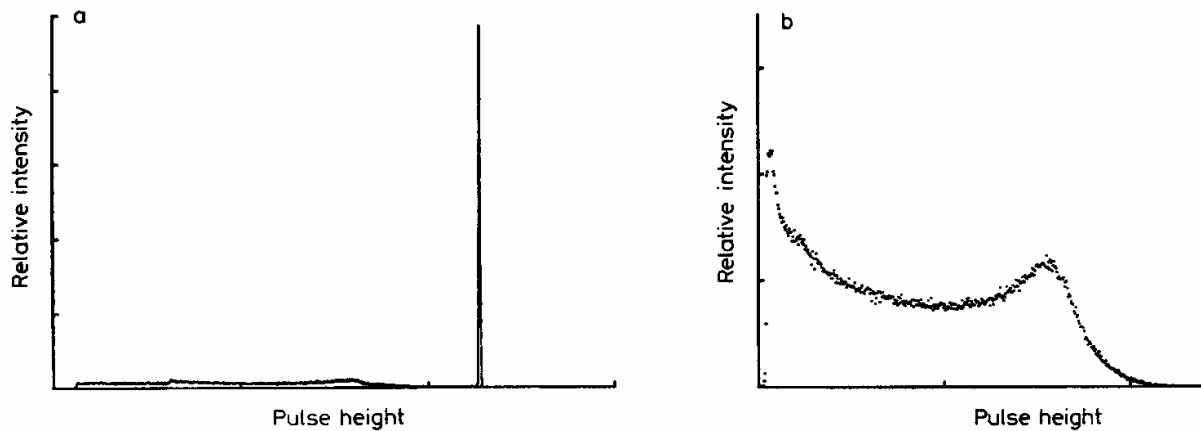 a
Relative intensity
Pulse height
b
Relative intensity
Pulse height